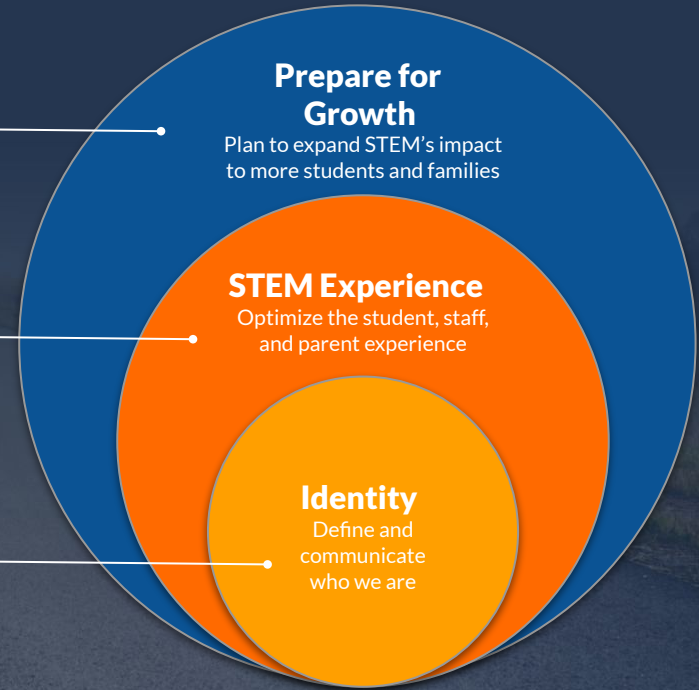 Prepare for
Growth
Plan to expand STEM’s impact
to more students and families
STEM Experience
Optimize the student, staff,
and parent experience
Identity
Define and
communicate
who we are